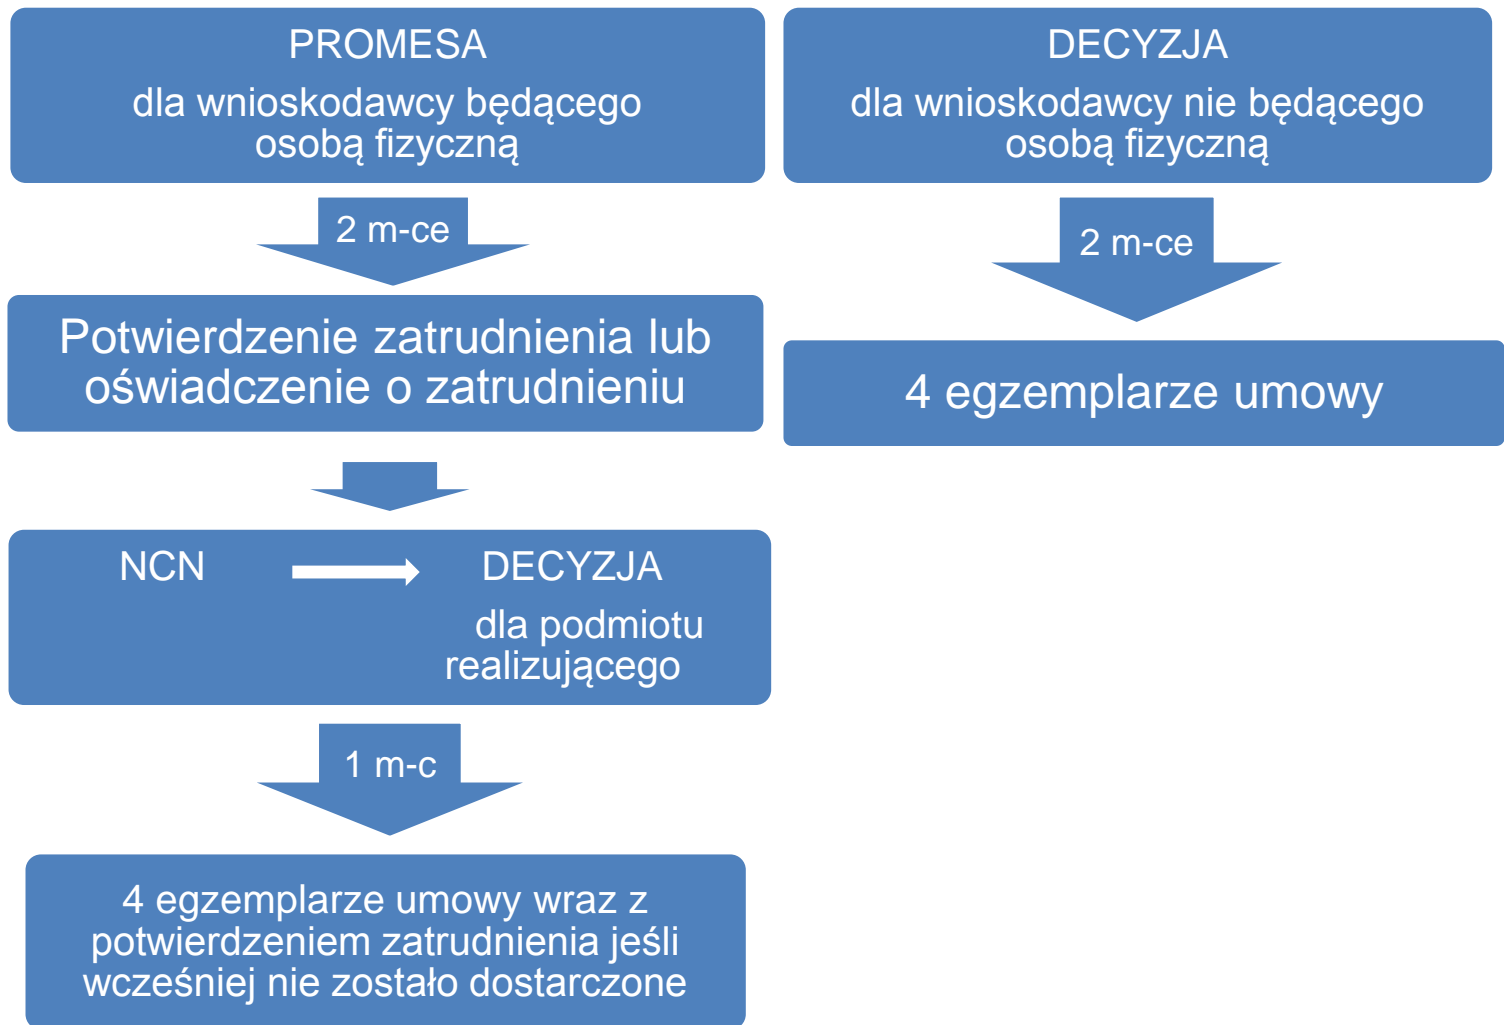 PROMESA
dla wnioskodawcy będącego
osobą fizyczną
2 m-ce
Potwierdzenie zatrudnienia lub
oświadczenie o zatrudnieniu
NCN
DECYZJA
dla podmiotu
realizującego
1 m-c
4 egzemplarze umowy wraz z
potwierdzeniem zatrudnienia jeśli
wcześniej nie zostało dostarczone
DECYZJA
dla wnioskodawcy nie będącego
osobą fizyczną
2 m-ce
4 egzemplarze umowy